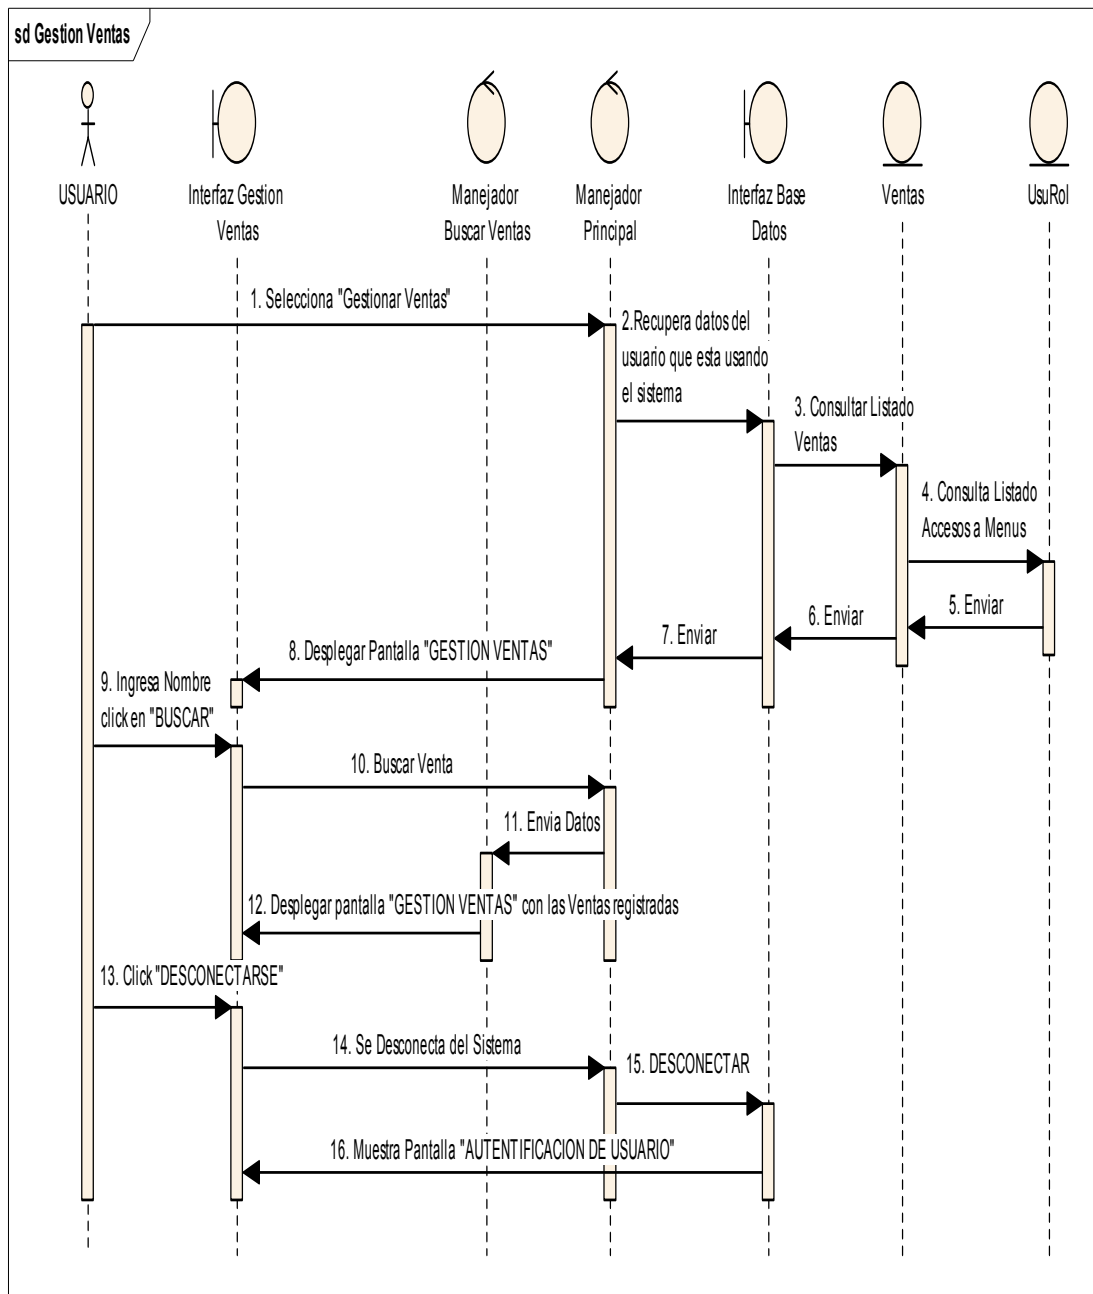 sd Gestion Ventas
USUARIO
Interfaz Gestion
Ventas
Manejador
Buscar Ventas
Manejador
Principal
Interfaz Base
Datos
Ventas
UsuRol
1. Selecciona "Gestionar Ventas"
2.Recupera datos del
usuario que esta usando
el sistema
3. Consultar Listado
Ventas
4. Consulta Listado
Accesos a Menus
5. Enviar
6. Enviar
7. Enviar
8. Desplegar Pantalla "GESTION VENTAS"
9. Ingresa Nombre
click en "BUSCAR"
10. Buscar Venta
11. Envia Datos
12. Desplegar pantalla "GESTION VENTAS" con las Ventas registradas
13. Click "DESCONECTARSE"
14. Se Desconecta del Sistema
15. DESCONECTAR
16. Muestra Pantalla "AUTENTIFICACION DE USUARIO"